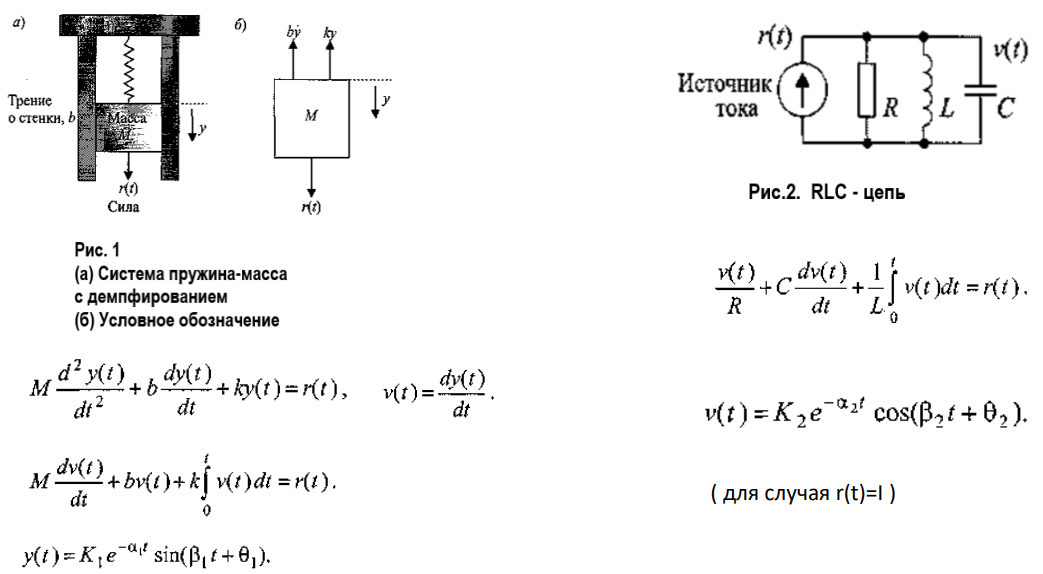 а)
Трение
о стенки, b
Масса
M
y
r(t)
Сила
б)
bẏ
ky
M
y
r(t)
Рис. 1
(а) Система пружина-масса
с демпфированием
(б) Условное обозначение
M d²y(t)/dt² + b dy(t)/dt + ky(t) = r(t), v(t) = dy(t)/dt.
M dv(t)/dt + bv(t) + k∫₀ᵗ v(t)dt = r(t).
y(t) = K₁e^(-α₁t) sin(β₁t + θ₁).
r(t)
v(t)
Источник
тока
R
L
C
Рис.2. RLC - цепь
v(t)/R + C dv(t)/dt + 1/L ∫₀ᵗ v(t)dt = r(t).
v(t) = K₂e^(-α₂t) cos(β₂t + θ₂).
( для случая r(t)=I )